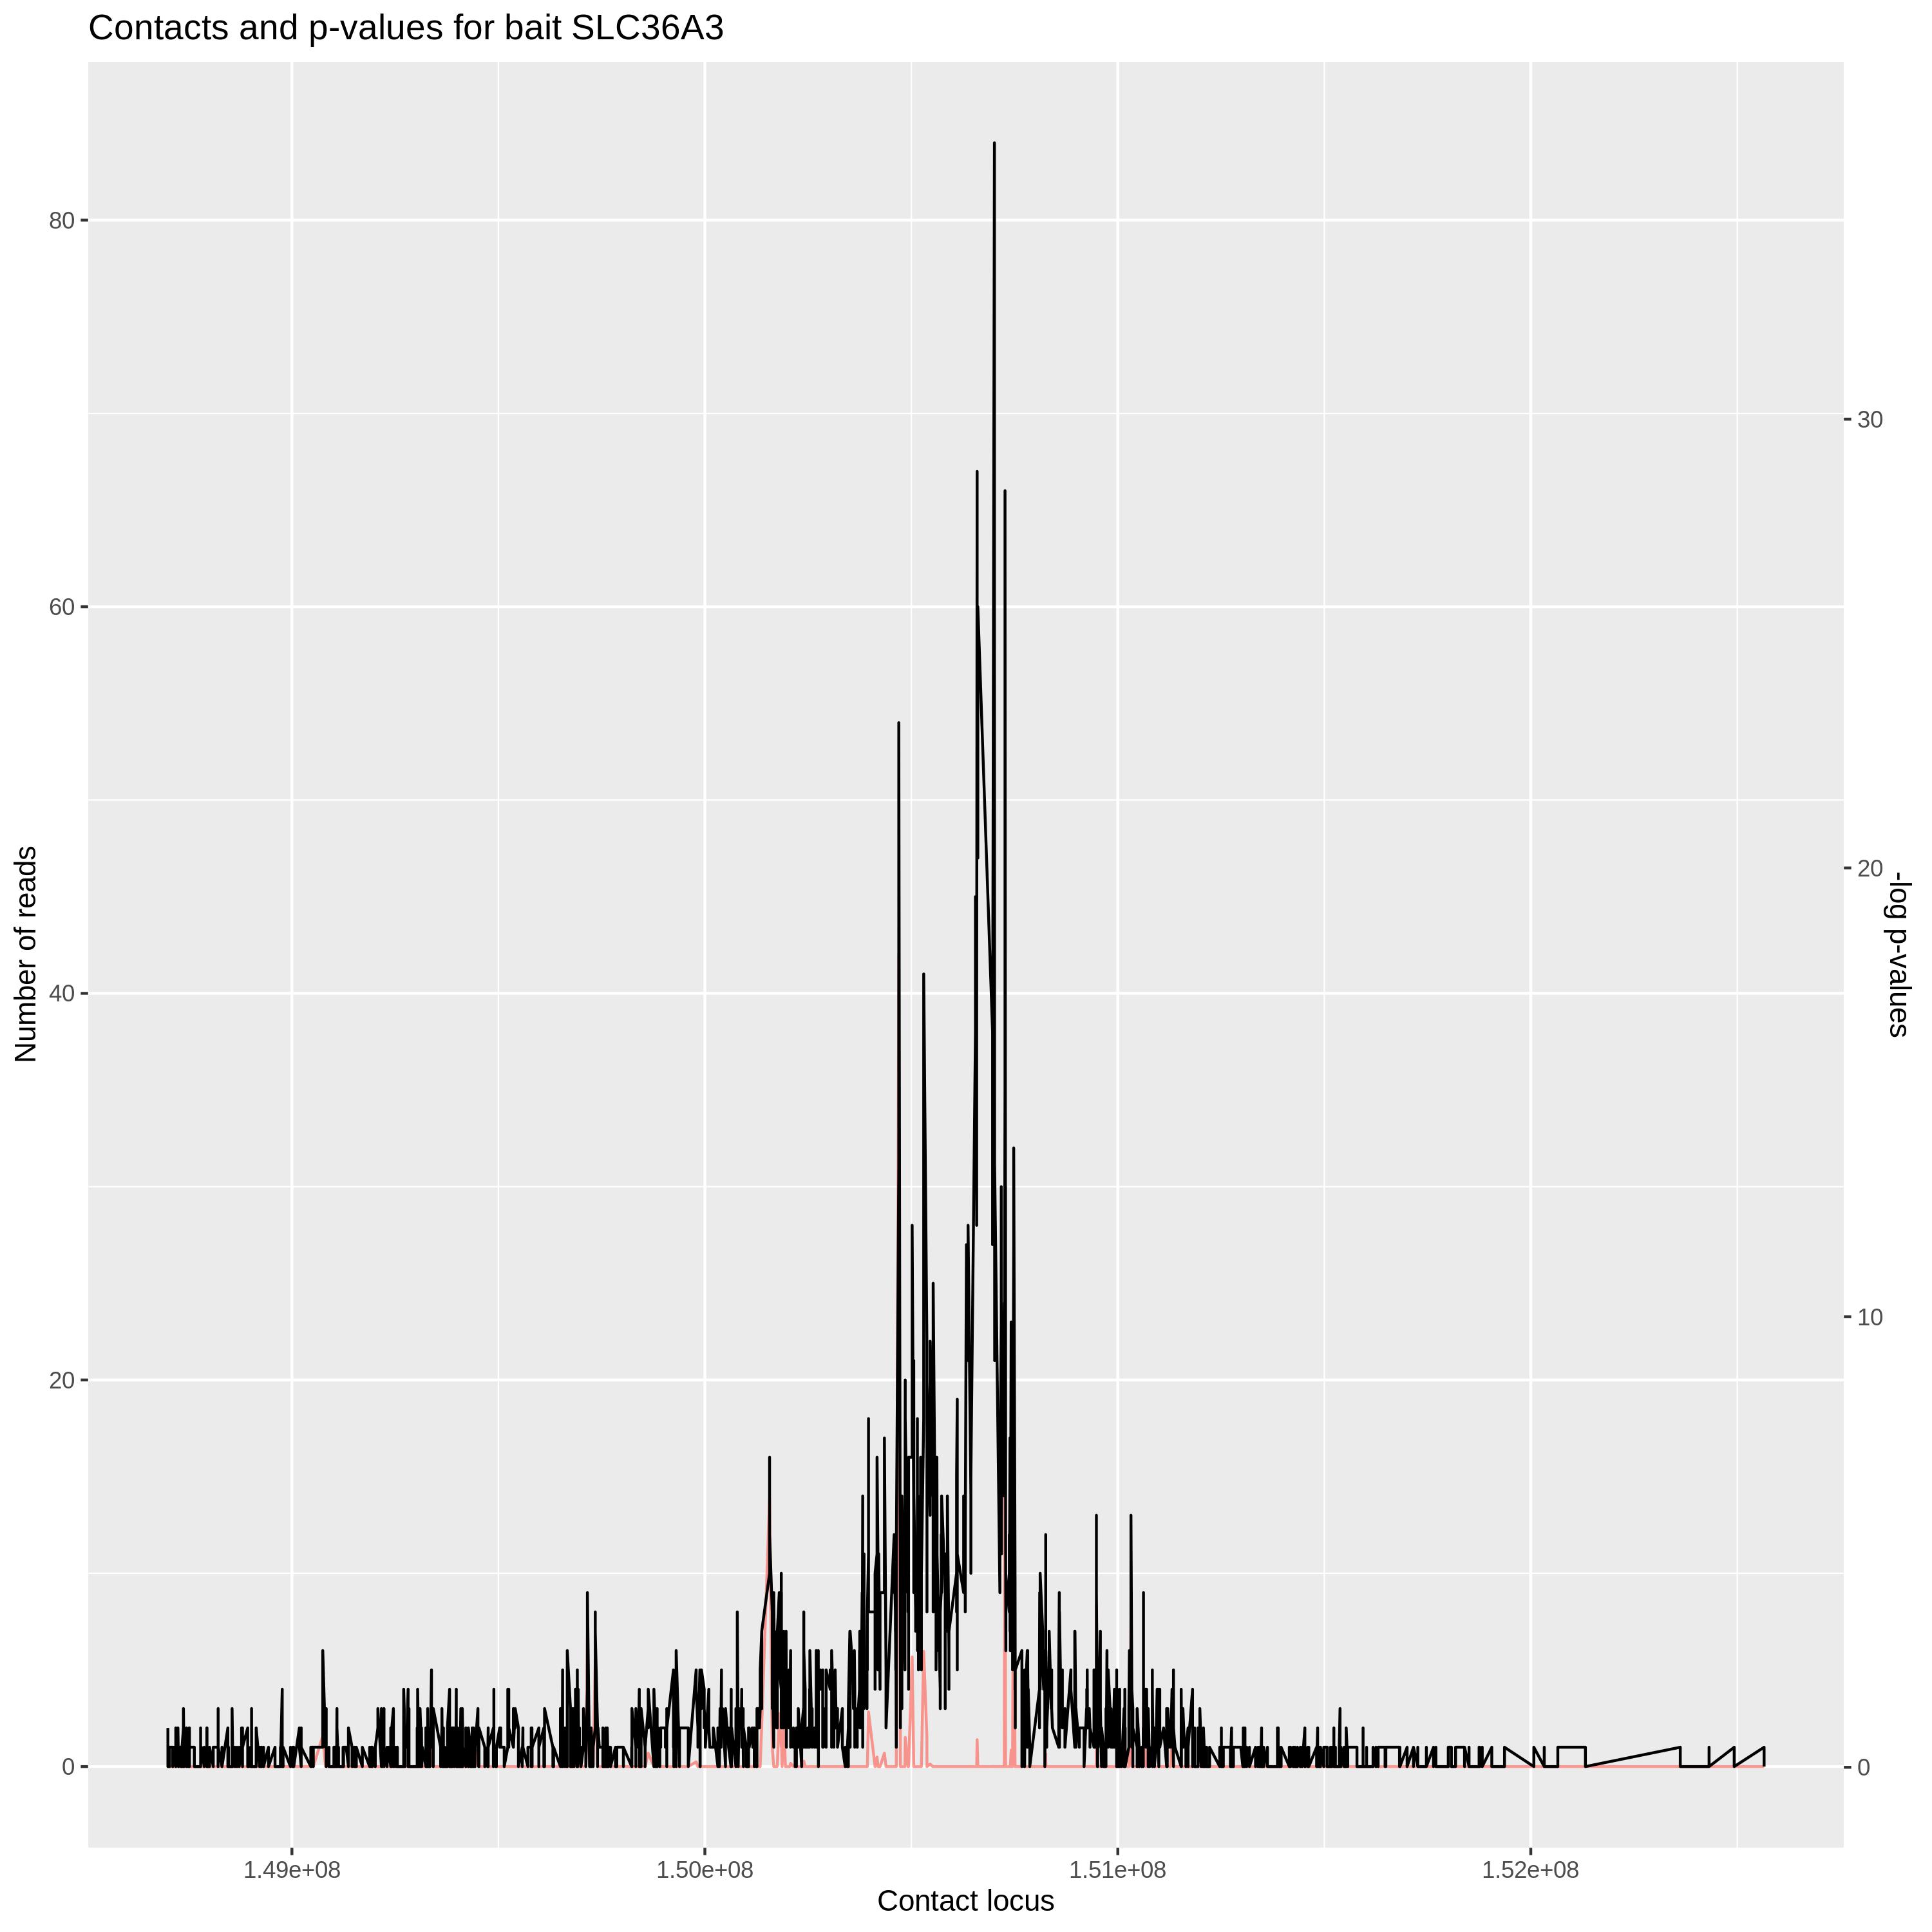 Contacts and p-values for bait SLC36A3
80
60
40
20
0
Number of reads
30
20
10
0
-log p-values
1.49e+08
1.50e+08
1.51e+08
1.52e+08
Contact locus